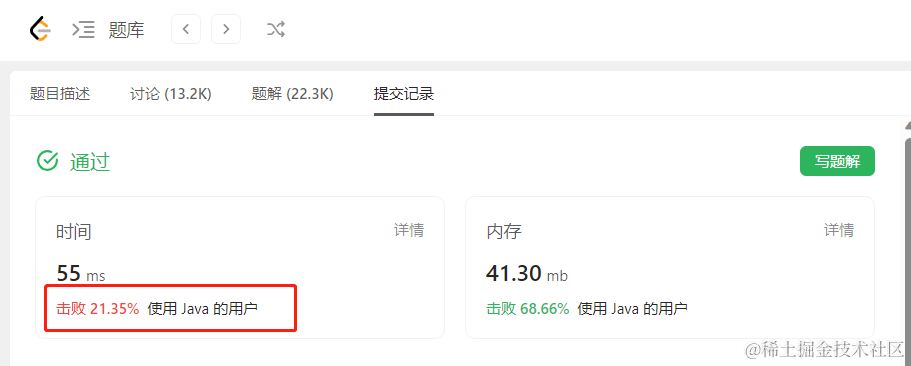 题库
题目描述 讨论 (13.2K) 题解 (22.3K) 提交记录
通过 写题解
时间 详情
55 ms
击败 21.35% 使用 Java 的用户
内存 详情
41.30 mb
击败 68.66% 使用 Java 的用户
@稀土掘金技术社区